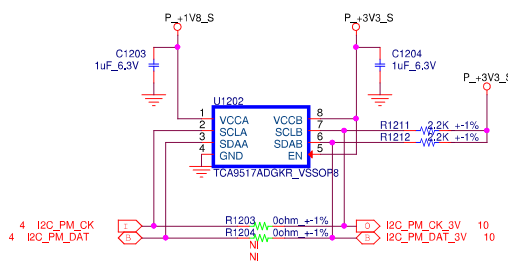 P_+1V8_S
P_+3V3_S
C1203
1uF_6.3V
C1204
1uF_6.3V
P_+3V3_S
U1202
1 VCCA VCCB 8
2 SCLA SCLB 7
3 SDAA SDAB 6
4 GND EN 5
TCA9517ADGKR_VSSOP8
R1211 2.2K +-1%
R1212 2.2K +-1%
4 I2C_PM_CK I R1203 0ohm_+-1% O I2C_PM_CK_3V 10
4 I2C_PM_DAT B R1204 0ohm_+-1% B I2C_PM_DAT_3V 10
NI
NI